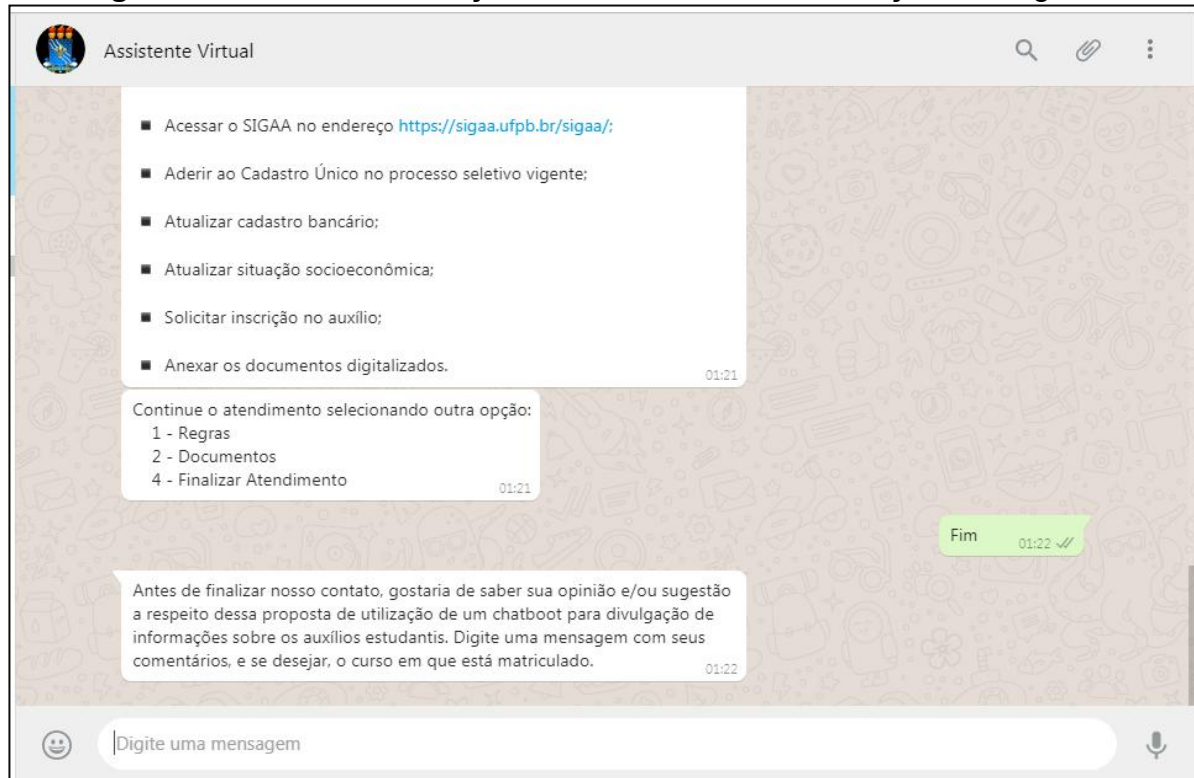 Assistente Virtual
■ Acessar o SIGAA no endereço https://sigaa.ufpb.br/sigaa/;
■ Aderir ao Cadastro Único no processo seletivo vigente;
■ Atualizar cadastro bancário;
■ Atualizar situação socioeconômica;
■ Solicitar inscrição no auxílio;
■ Anexar os documentos digitalizados.
01:21
Continue o atendimento selecionando outra opção:
1 - Regras
2 - Documentos
4 - Finalizar Atendimento
01:21
Fim
01:22
Antes de finalizar nosso contato, gostaria de saber sua opinião e/ou sugestão
a respeito dessa proposta de utilização de um chatboot para divulgação de
informações sobre os auxílios estudantis. Digite uma mensagem com seus
comentários, e se desejar, o curso em que está matriculado.
01:22
Digite uma mensagem